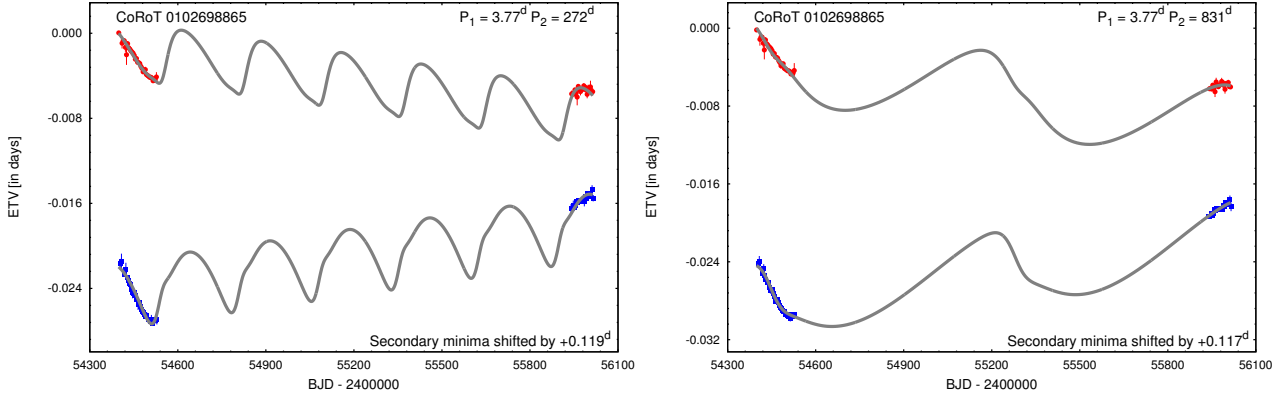 CoRoT 0102698865
P₁ = 3.77ᵈ P₂ = 272ᵈ
0.000
-0.008
-0.016
-0.024
ETV [in days]
Secondary minima shifted by +0.119ᵈ
54300 54600 54900 55200 55500 55800 56100
BJD - 2400000
CoRoT 0102698865
P₁ = 3.77ᵈ P₂ = 831ᵈ
0.000
-0.008
-0.016
-0.024
-0.032
ETV [in days]
Secondary minima shifted by +0.117ᵈ
54300 54600 54900 55200 55500 55800 56100
BJD - 2400000